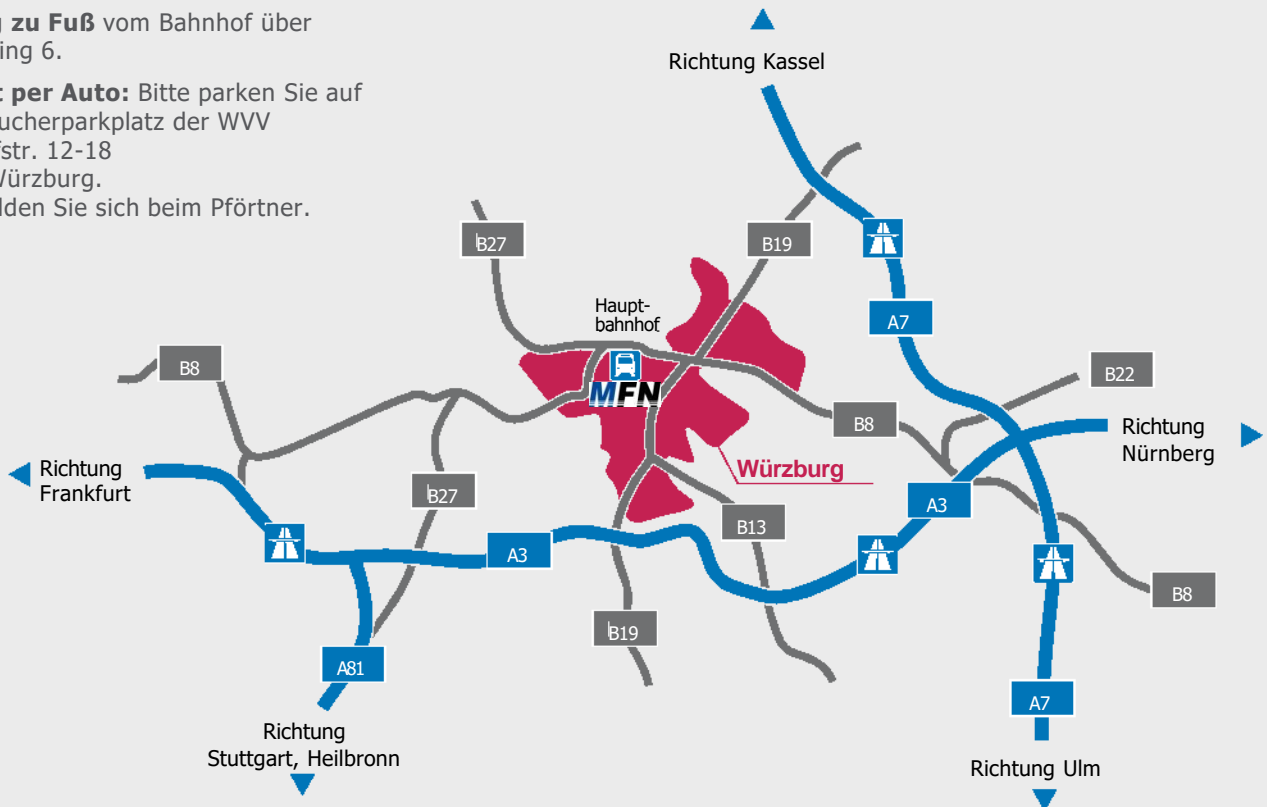 zu Fuß vom Bahnhof über
ing 6.
per Auto: Bitte parken Sie auf
ucherparkplatz der WVV
fstr. 12-18
Würzburg.
lden Sie sich beim Pförtner.
Richtung Kassel
B27
B19
Haupt-
bahnhof
A7
B8
B22
MFN
B8
Richtung
Nürnberg
Richtung
Frankfurt
Würzburg
B27
A3
B13
A3
B8
B19
A81
A7
Richtung
Stuttgart, Heilbronn
Richtung Ulm